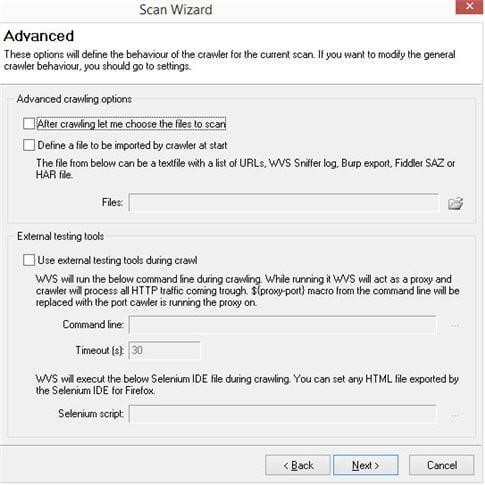 Scan Wizard
Advanced
These options will define the behaviour of the crawler for the current scan. If you want to modify the general
crawler behaviour, you should go to settings.
Advanced crawling options
After crawling let me choose the files to scan
Define a file to be imported by crawler at start
The file from below can be a textfile with a list of URLs, WVS Sniffer log, Burp export, Fiddler SAZ or
HAR file.
Files:
External testing tools
Use external testing tools during crawl
WVS will run the below command line during crawling. While running it WVS will act as a proxy and
crawler will process all HTTP traffic coming trough. $(proxy-port) macro from the command line will be
replaced with the port cawler is running the proxy on.
Command line:
...
Timeout (s): 30
WVS will execute the below Selenium IDE file during crawling. You can set any HTML file exported by
the Selenium IDE for Firefox.
Selenium script:
...
< Back Next > Cancel